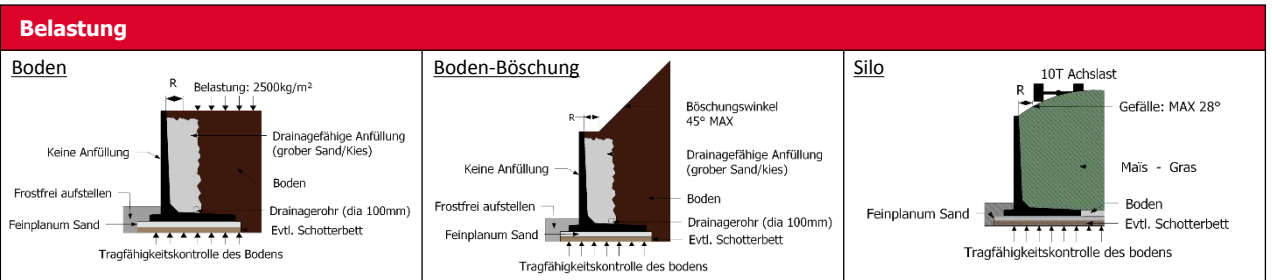 Belastung
Boden
R
Belastung: 2500kg/m²
Drainagefähige Anfüllung
(grober Sand/Kies)
Keine Anfüllung
Boden
Frostfrei aufstellen
Drainagerohr (dia 100mm)
Feinplanum Sand
Evtl. Schotterbett
Tragfähigkeitskontrolle des Bodens
Boden-Böschung
Böschungswinkel
45° MAX
R
Drainagefähige Anfüllung
(grober Sand/kies)
Keine Anfüllung
Boden
Frostfrei aufstellen
Drainagerohr (dia 100mm)
Feinplanum Sand
Evtl. Schotterbett
Tragfähigkeitskontrolle des bodens
Silo
10T Achslast
R
Gefälle: MAX 28°
Maïs - Gras
Boden
Feinplanum Sand
Evtl. Schotterbett
Tragfähigkeitskontrolle des bodens